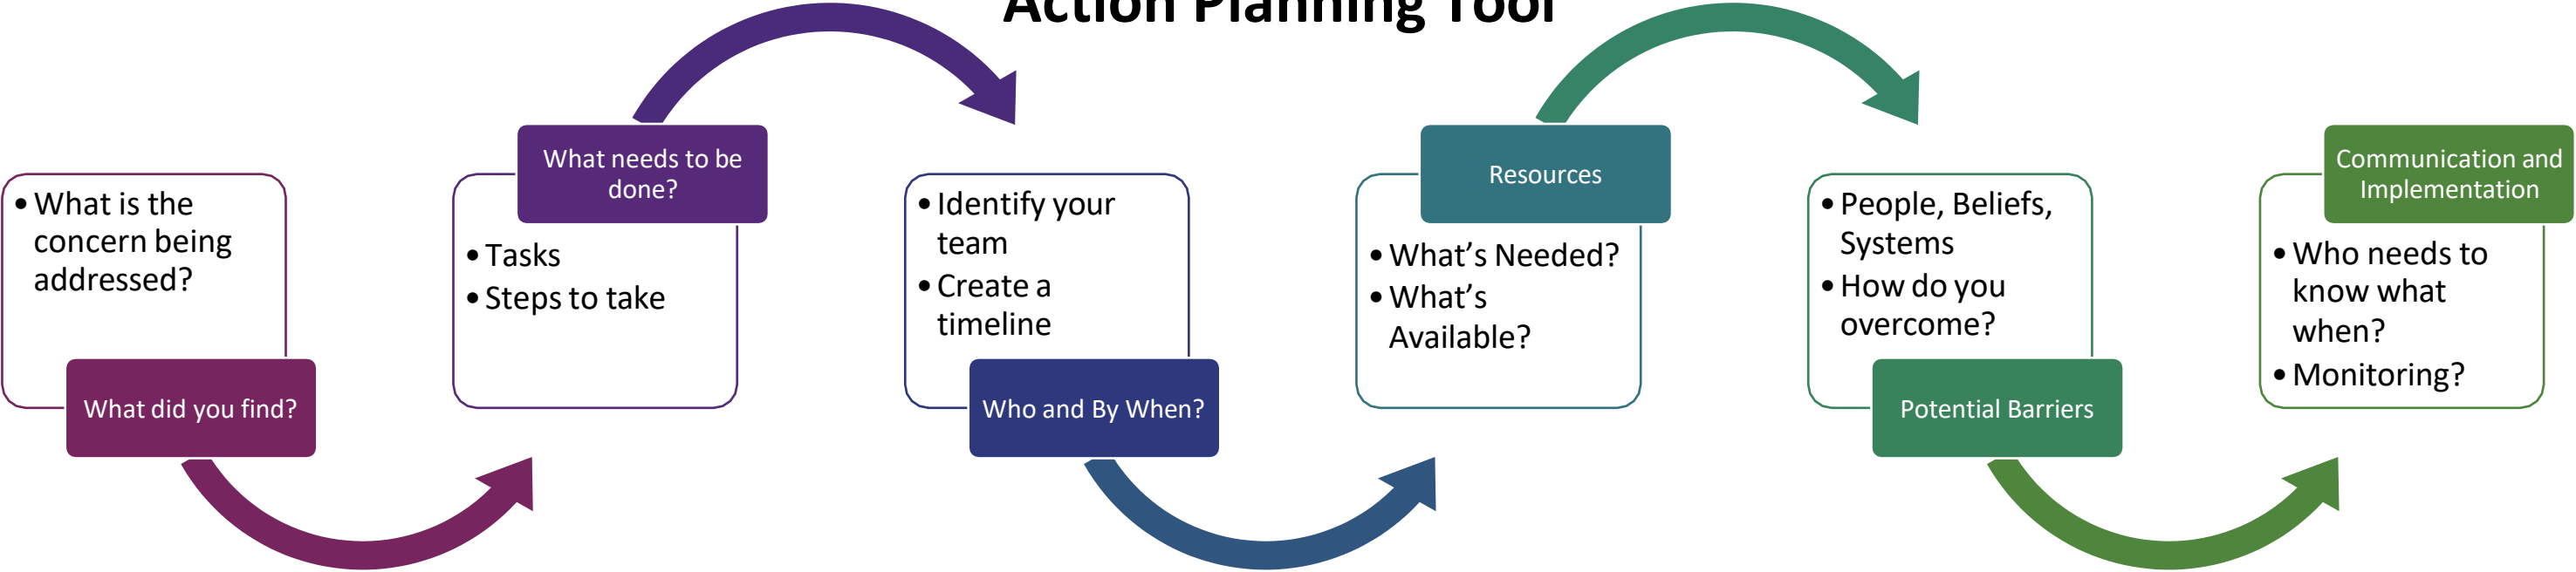 Action Planning Tool
• What is the
concern being
addressed?
What did you find?
What needs to be
done?
• Tasks
• Steps to take
• Identify your
team
• Create a
timeline
Who and By When?
Resources
• What's Needed?
• What's
Available?
• People, Beliefs,
Systems
• How do you
overcome?
Potential Barriers
Communication and
Implementation
• Who needs to
know what
when?
• Monitoring?